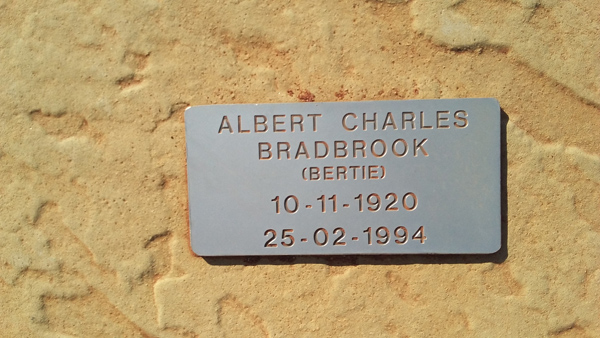 ALBERT CHARLES
BRADBROOK
(BERTIE)
10-11-1920
25-02-1994